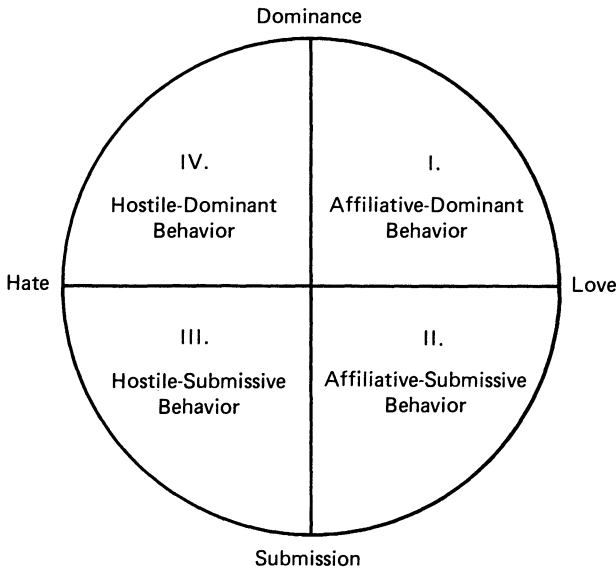 Dominance
IV.
Hostile-Dominant
Behavior
I.
Affiliative-Dominant
Behavior
Hate
Love
III.
Hostile-Submissive
Behavior
II.
Affiliative-Submissive
Behavior
Submission